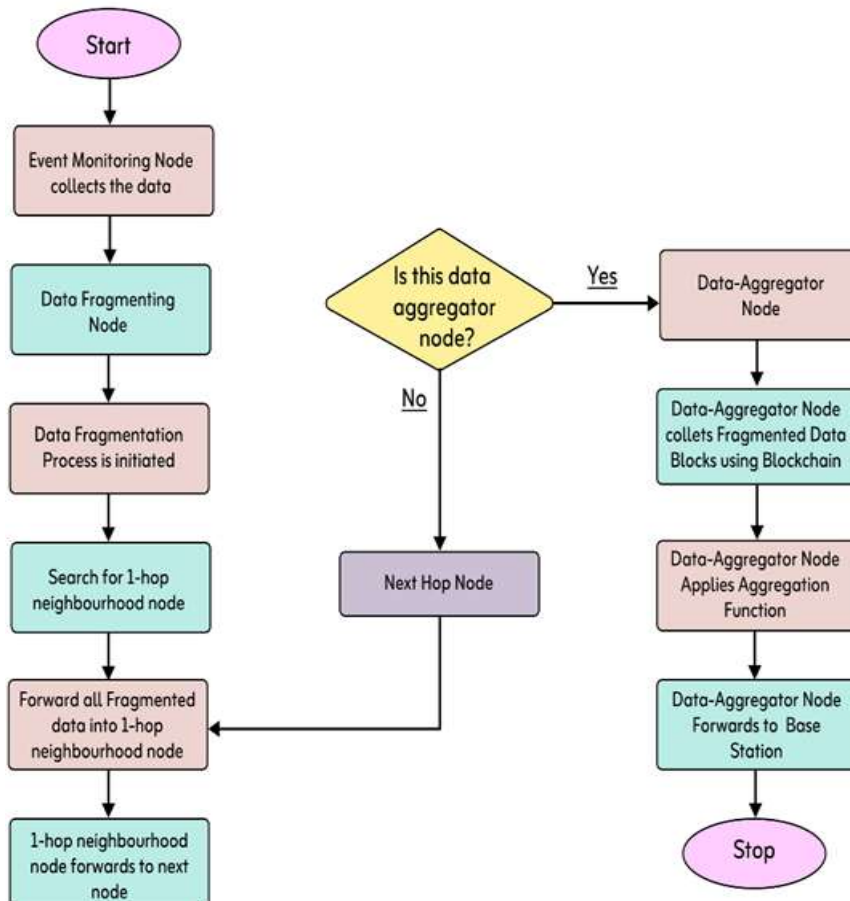 Start
Event Monitoring Node
collects the data
Data Fragmenting
Node
Data Fragmentation
Process is initiated
Search for 1-hop
neighbourhood node
Forward all Fragmented
data into 1-hop
neighbourhood node
1-hop neighbourhood
node forwards to next
node
Is this data
aggregator
node?
Yes
No
Next Hop Node
Data-Aggregator
Node
Data-Aggregator Node
collets Fragmented Data
Blocks using Blockchain
Data-Aggregator Node
Applies Aggregation
Function
Data-Aggregator Node
Forwards to Base
Station
Stop